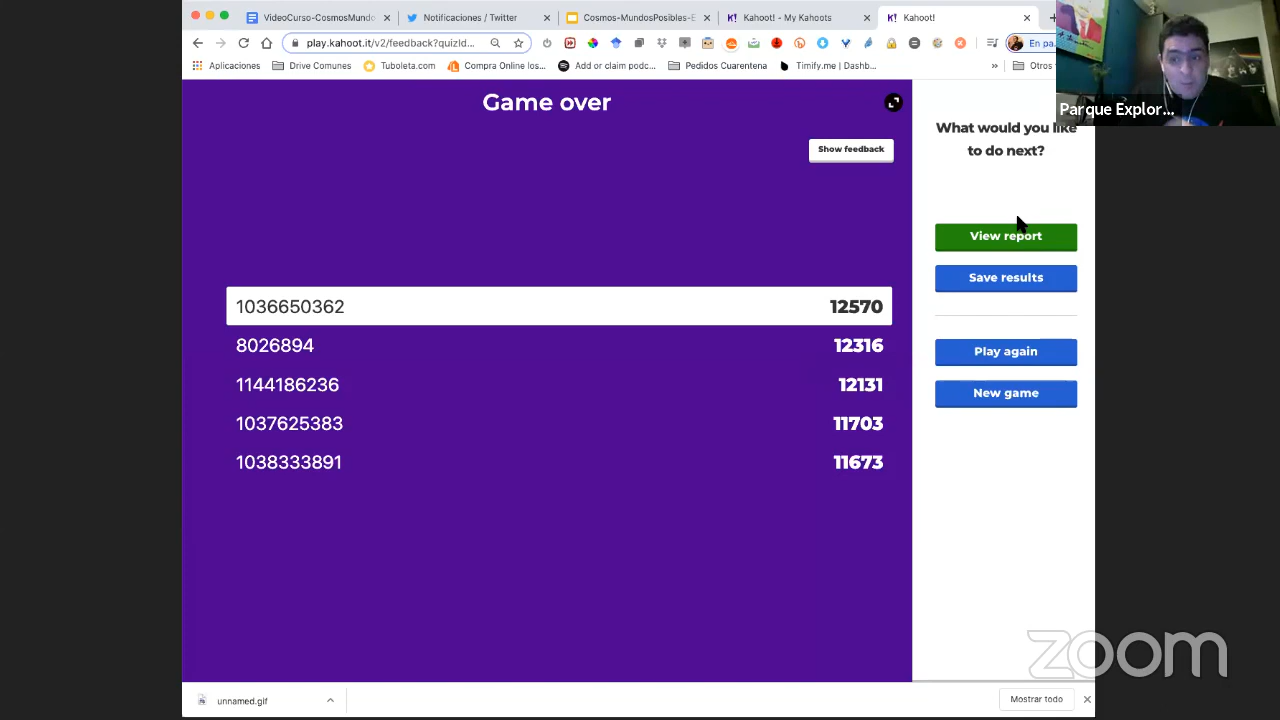 VideoCurso-CosmosMundo
Notificaciones / Twitter
Cosmos-MundosPosibles-E
Kahoot! - My Kahoots
Kahoot!
play.kahoot.it/v2/feedback?quizId...
En pa
Aplicaciones
Drive Comunes
Tuboleta.com
Compra Online los...
Add or claim podc...
Pedidos Cuarentena
Timify.me | Dashb...
»
Otros
Parque Explor...
Game over
Show feedback
What would you like
to do next?
View report
Save results
Play again
New game
1036650362 12570
8026894 12316
1144186236 12131
1037625383 11703
1038333891 11673
zoom
unnamed.gif
Mostrar todo